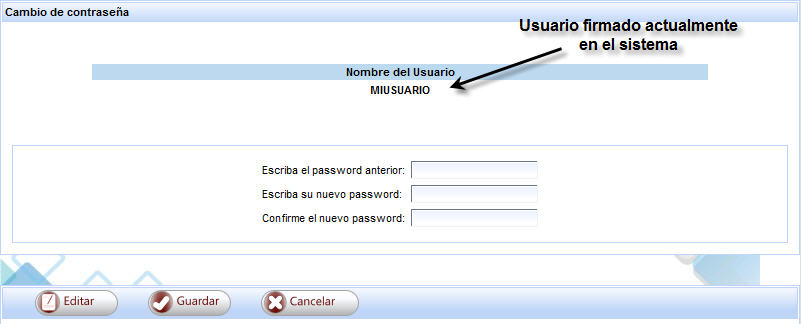 Cambio de contraseña
Usuario firmado actualmente
en el sistema
Nombre del Usuario
MIUSUARIO
Escriba el password anterior:
Escriba su nuevo password:
Confirme el nuevo password:
Editar
Guardar
Cancelar